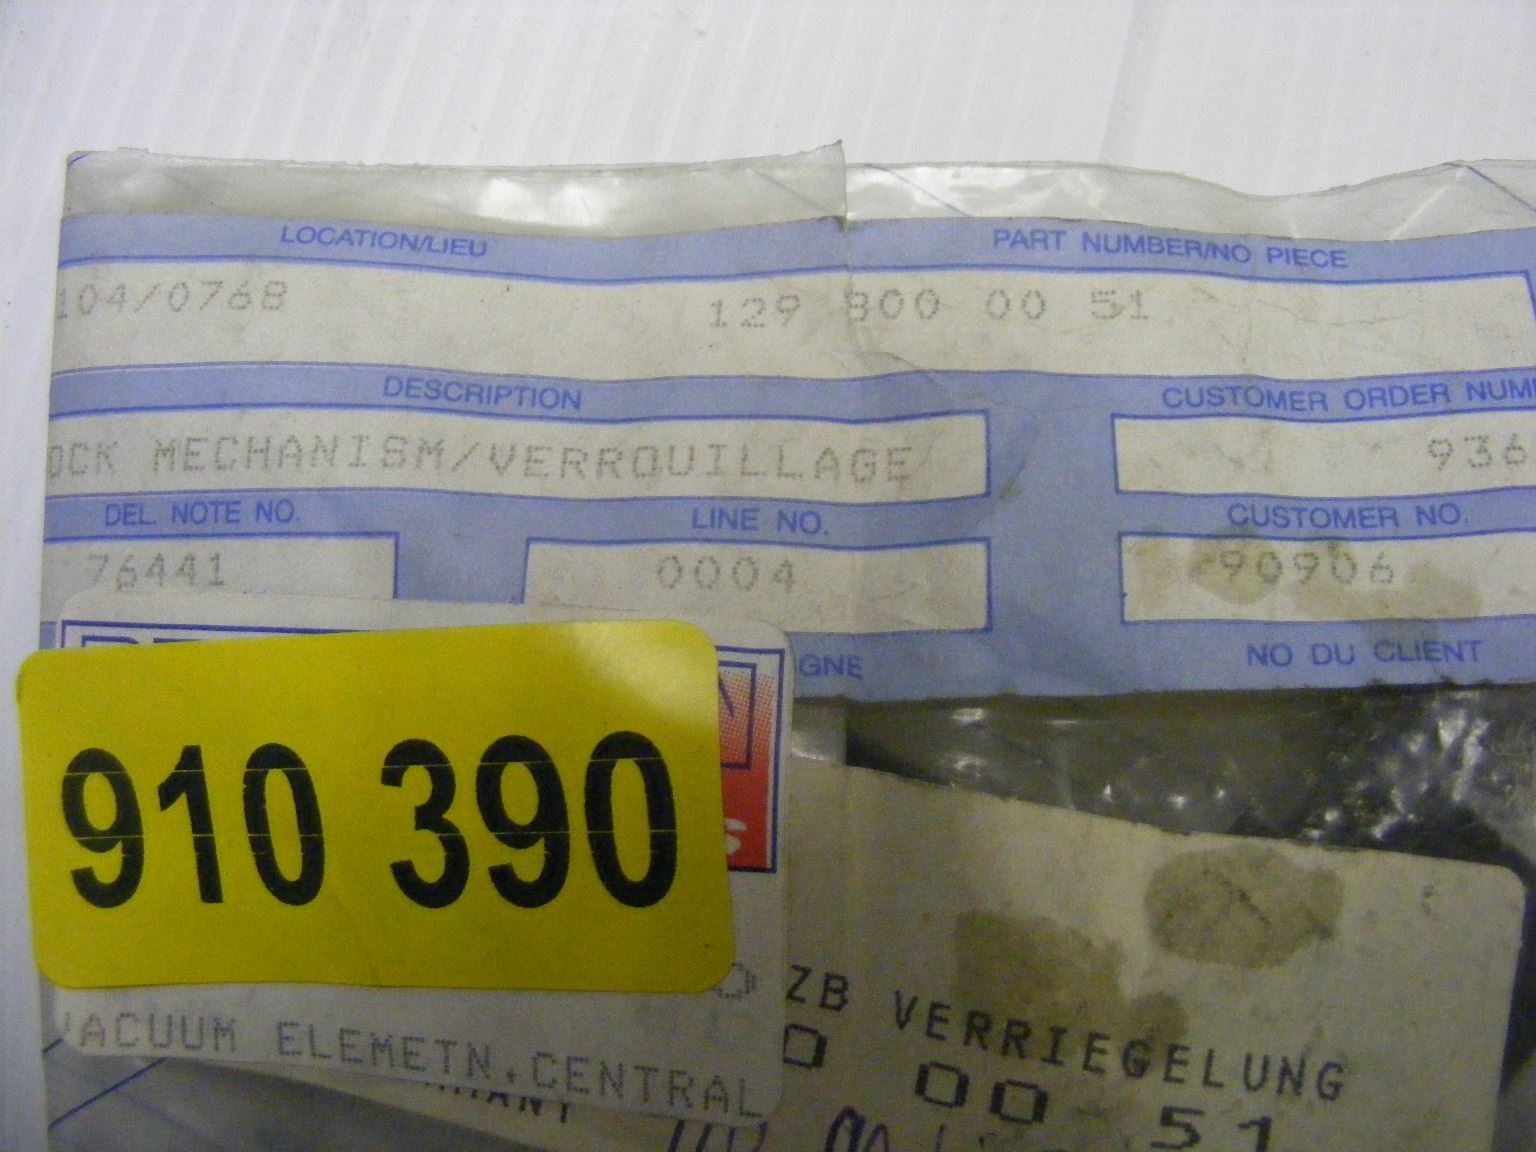 LOCATION/LIEU PART NUMBER/NO PIECE
104/0768 129 800 00 51
DESCRIPTION CUSTOMER ORDER NUM
OCK MECHANISM/VERROUILLAGE 936
DEL. NOTE NO. LINE NO. CUSTOMER NO.
76441 0004 90906
GNE NO DU CLIENT
910 390
ZB VERRIEGELUNG
VACUUM ELEMETN.CENTRAL
00 51